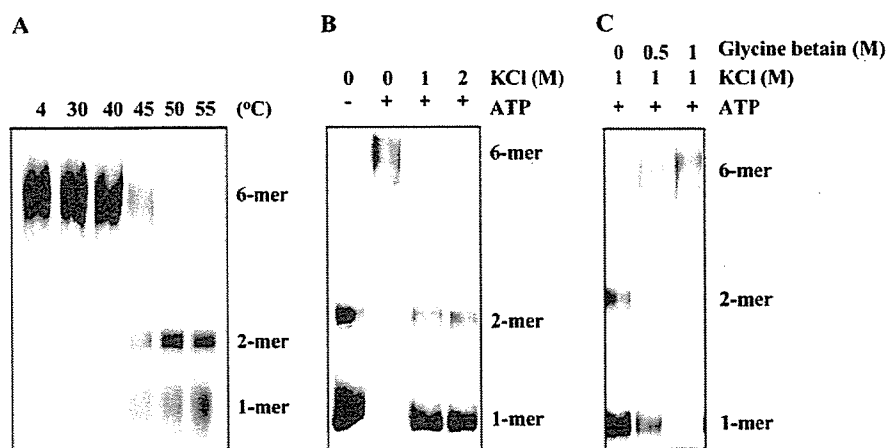 A
4 30 40 45 50 55 (ºC)
6-mer
2-mer
1-mer
B
0 0 1 2 KCl (M)
- + + + ATP
6-mer
2-mer
1-mer
C
0 0.5 1 Glycine betain (M)
1 1 1 KCl (M)
+ + + ATP
6-mer
2-mer
1-mer